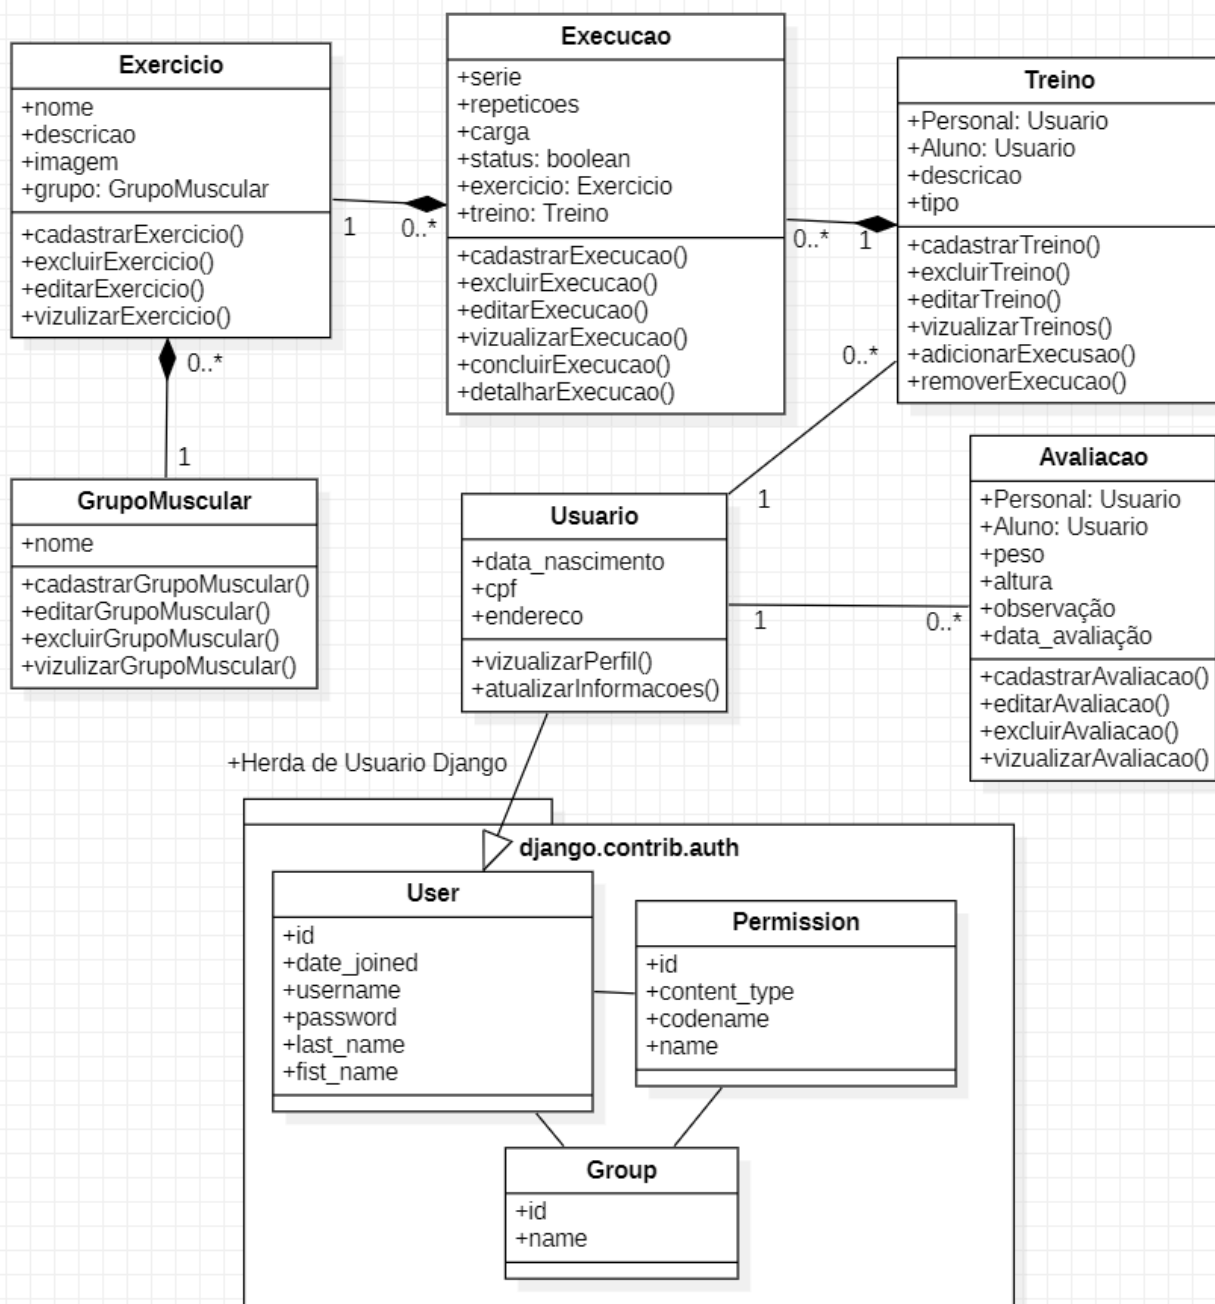 Exercicio
+nome
+descricao
+imagem
+grupo: GrupoMuscular
+cadastrarExercicio()
+excluirExercicio()
+editarExercicio()
+vizulizarExercicio()
1
0..*
Execucao
+serie
+repeticoes
+carga
+status: boolean
+exercicio: Exercicio
+treino: Treino
+cadastrarExecucao()
+excluirExecucao()
+editarExecucao()
+vizualizarExecucao()
+concluirExecucao()
+detalharExecucao()
0..*
1
Treino
+Personal: Usuario
+Aluno: Usuario
+descricao
+tipo
+cadastrarTreino()
+excluirTreino()
+editarTreino()
+vizualizarTreinos()
+adicionarExecusao()
+removerExecucao()
0..*
1
0..*
1
GrupoMuscular
+nome
+cadastrarGrupoMuscular()
+editarGrupoMuscular()
+excluirGrupoMuscular()
+vizulizarGrupoMuscular()
Usuario
+data_nascimento
+cpf
+endereco
+vizualizarPerfil()
+atualizarInformacoes()
1
0..*
Avaliacao
+Personal: Usuario
+Aluno: Usuario
+peso
+altura
+observação
+data_avaliação
+cadastrarAvaliacao()
+editarAvaliacao()
+excluirAvaliacao()
+vizualizarAvaliacao()
+Herda de Usuario Django
django.contrib.auth
User
+id
+date_joined
+username
+password
+last_name
+fist_name
Permission
+id
+content_type
+codename
+name
Group
+id
+name